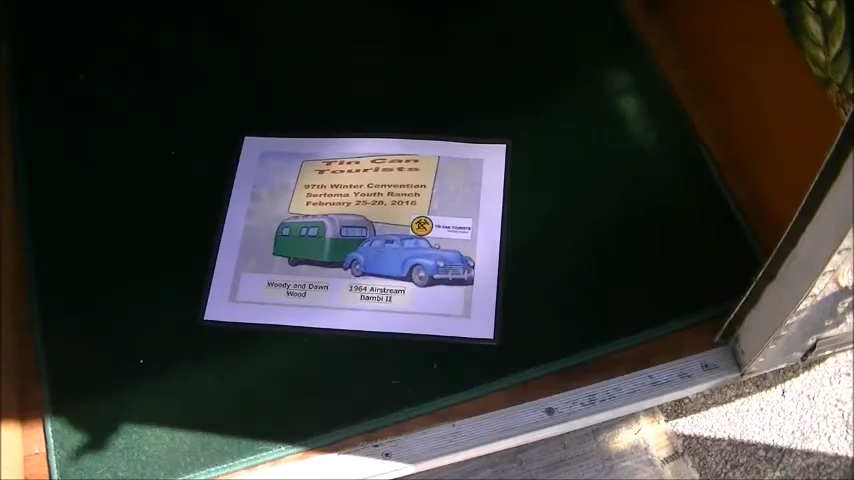 Tin Can
Tourists
97th Winter Convention
Sertoma Youth Ranch
February 25-28, 2016
TIN CAN TOURISTS
Woody and Dawn
Wood
1964 Airstream
Bambi II